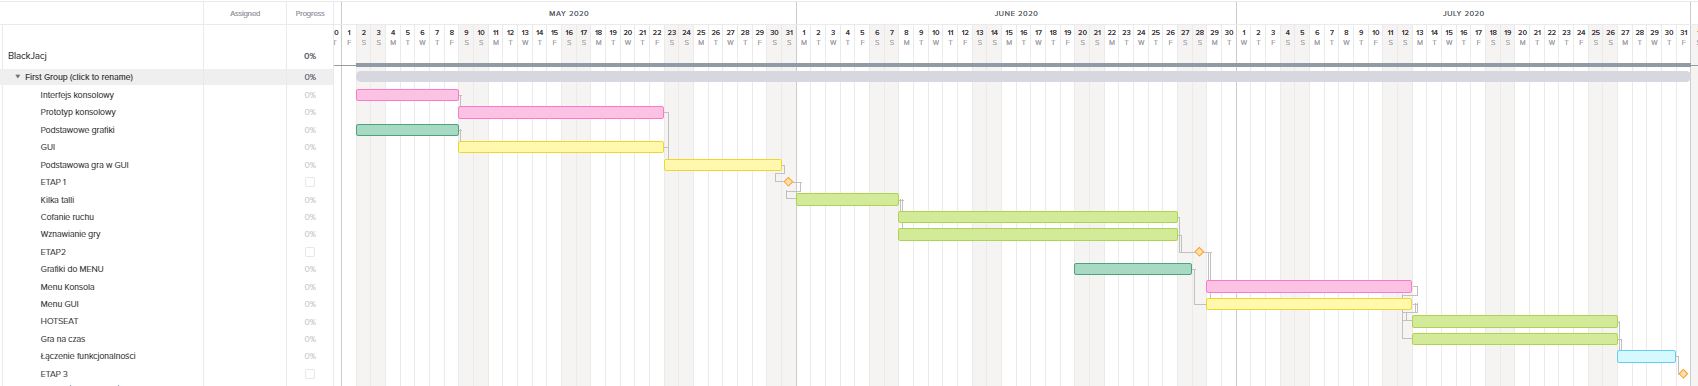 Assigned Progress MAY 2020 JUNE 2020 JULY 2020
1 2 3 4 5 6 7 8 9 10 11 12 13 14 15 16 17 18 19 20 21 22 23 24 25 26 27 28 29 30 31 1 2 3 4 5 6 7 8 9 10 11 12 13 14 15 16 17 18 19 20 21 22 23 24 25 26 27 28 29 30 1 2 3 4 5 6 7 8 9 10 11 12 13 14 15 16 17 18 19 20 21 22 23 24 25 26 27 28 29 30 31
F S S M T W T F S S M T W T F S S M T W T F S S M T W T F S S M T W T F S S M T W T F S S M T W T F S S M T W T F S S M T W T F S S M T W T F S S M T W T F S S M T W T F S S M T W T F
BlackJacj 0%
First Group (click to rename) 0%
Interfejs konsolowy 0%
Prototyp konsolowy 0%
Podstawowe grafiki 0%
GUI 0%
Podstawowa gra w GUI 0%
ETAP 1
Kilka talli 0%
Cofanie ruchu 0%
Wznawianie gry 0%
ETAP2
Grafiki do MENU 0%
Menu Konsola 0%
Menu GUI 0%
HOTSEAT 0%
Gra na czas 0%
Łączenie funkcjonalności 0%
ETAP 3